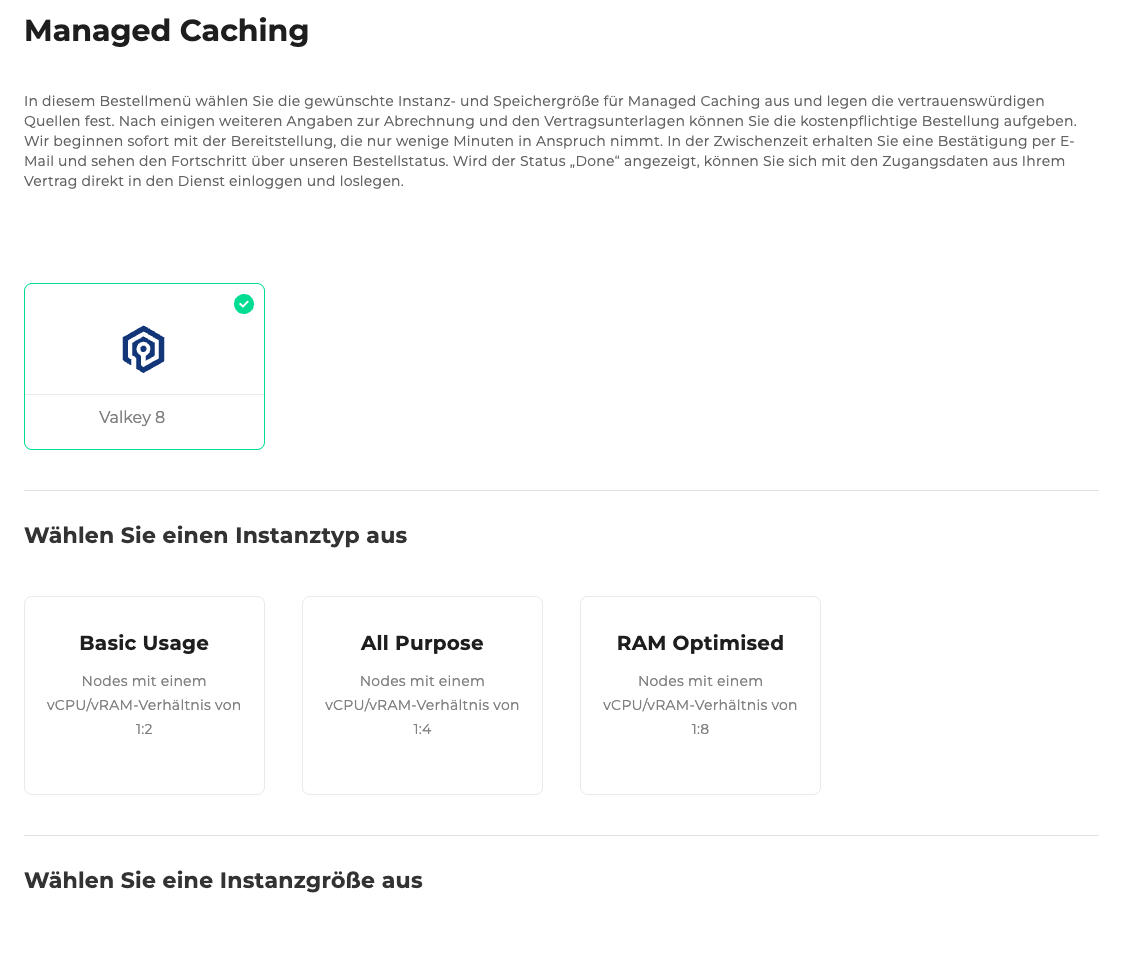 Managed Caching
In diesem Bestellmenü wählen Sie die gewünschte Instanz- und Speichergröße für Managed Caching aus und legen die vertrauenswürdigen
Quellen fest. Nach einigen weiteren Angaben zur Abrechnung und den Vertragsunterlagen können Sie die kostenpflichtige Bestellung aufgeben.
Wir beginnen sofort mit der Bereitstellung, die nur wenige Minuten in Anspruch nimmt. In der Zwischenzeit erhalten Sie eine Bestätigung per E-
Mail und sehen den Fortschritt über unseren Bestellstatus. Wird der Status „Done“ angezeigt, können Sie sich mit den Zugangsdaten aus Ihrem
Vertrag direkt in den Dienst einloggen und loslegen.
Valkey 8
Wählen Sie einen Instanztyp aus
Basic Usage
Nodes mit einem
vCPU/vRAM-Verhältnis von
1:2
All Purpose
Nodes mit einem
vCPU/vRAM-Verhältnis von
1:4
RAM Optimised
Nodes mit einem
vCPU/vRAM-Verhältnis von
1:8
Wählen Sie eine Instanzgröße aus